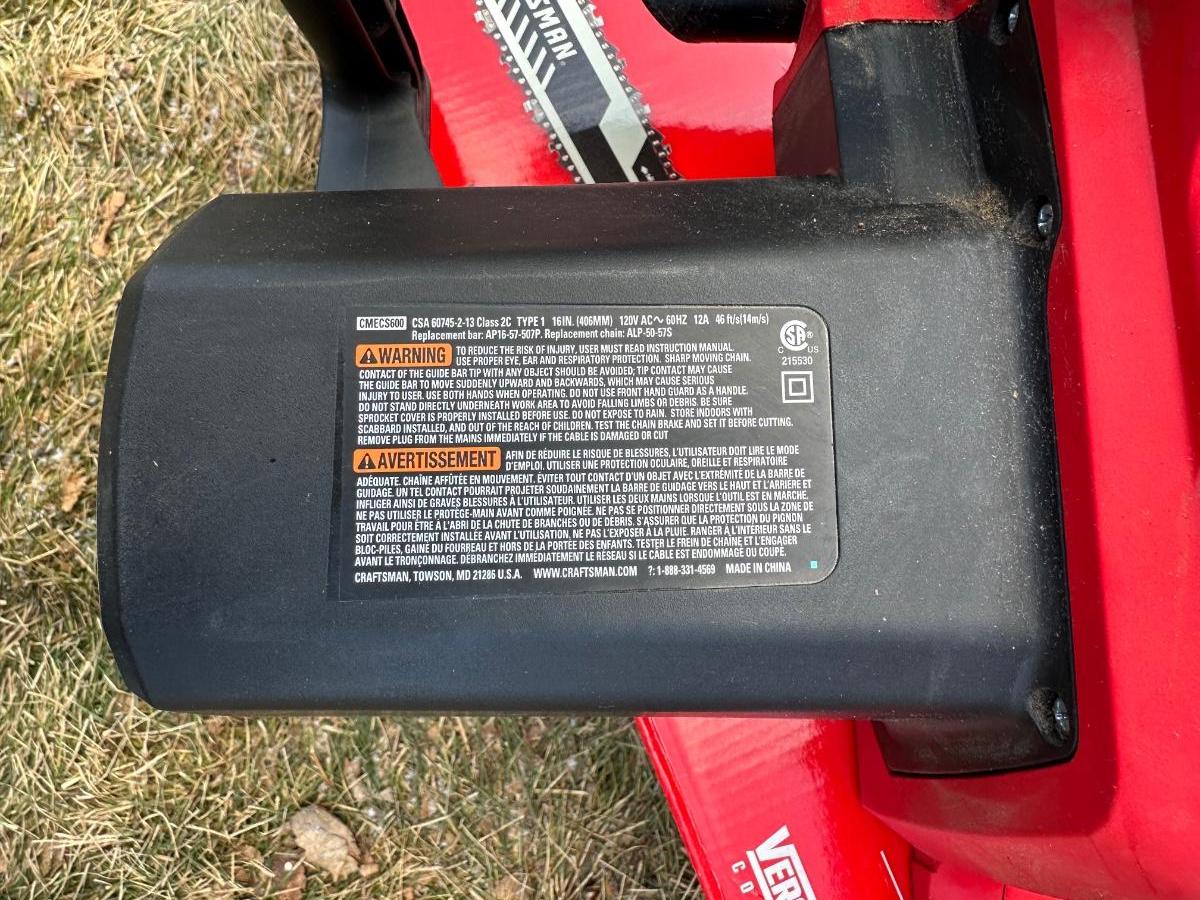 SMAN
CMECS600 CSA 60745-2-13 Class 2C TYPE 1 16IN. (406MM) 120V AC~ 60HZ 12A 46 ft/s(14m/s)
Replacement bar: AP16-57-507P. Replacement chain: ALP-50-57S
WARNING TO REDUCE THE RISK OF INJURY, USER MUST READ INSTRUCTION MANUAL.
USE PROPER EYE, EAR AND RESPIRATORY PROTECTION. SHARP MOVING CHAIN.
CONTACT OF THE GUIDE BAR TIP WITH ANY OBJECT SHOULD BE AVOIDED; TIP CONTACT MAY CAUSE
THE GUIDE BAR TO MOVE SUDDENLY UPWARD AND BACKWARDS, WHICH MAY CAUSE SERIOUS
INJURY TO USER. USE BOTH HANDS WHEN OPERATING. DO NOT USE FRONT HAND GUARD AS A HANDLE.
DO NOT STAND DIRECTLY UNDERNEATH WORK AREA TO AVOID FALLING LIMBS OR DEBRIS. BE SURE
SPROCKET COVER IS PROPERLY INSTALLED BEFORE USE. DO NOT EXPOSE TO RAIN. STORE INDOORS WITH
SCABBARD INSTALLED, AND OUT OF THE REACH OF CHILDREN. TEST THE CHAIN BRAKE AND SET IT BEFORE CUTTING.
REMOVE PLUG FROM THE MAINS IMMEDIATELY IF THE CABLE IS DAMAGED OR CUT
AVERTISSEMENT AFIN DE RÉDUIRE LE RISQUE DE BLESSURES, L'UTILISATEUR DOIT LIRE LE MODE
D'EMPLOI. UTILISER UNE PROTECTION OCULAIRE, OREILLE ET RESPIRATOIRE
ADÉQUATE. CHAÎNE AFFÛTÉE EN MOUVEMENT. ÉVITER TOUT CONTACT D'UN OBJET AVEC L'EXTRÉMITÉ DE LA BARRE DE
GUIDAGE. UN TEL CONTACT POURRAIT PROJETER SOUDAINEMENT LA BARRE DE GUIDAGE VERS LE HAUT ET L'ARRIÈRE ET
INFLIGER AINSI DE GRAVES BLESSURES À L'UTILISATEUR. UTILISER LES DEUX MAINS LORSQUE L'OUTIL EST EN MARCHE.
NE PAS UTILISER LE PROTÈGE-MAIN AVANT COMME POIGNÉE. NE PAS SE POSITIONNER DIRECTEMENT SOUS LA ZONE DE
TRAVAIL POUR ÊTRE À L'ABRI DE LA CHUTE DE BRANCHES OU DE DEBRIS. S'ASSURER QUE LA PROTECTION DU PIGNON
SOIT CORRECTEMENT INSTALLÉE AVANT L'UTILISATION. NE PAS L'EXPOSER À LA PLUIE. RANGER À L'INTÉRIEUR SANS LE
BLOC-PILES, GAINE DU FOURREAU ET HORS DE LA PORTÉE DES ENFANTS. TESTER LE FREIN DE CHAÎNE ET L'ENGAGER
AVANT LE TRONÇONNAGE. DÉBRANCHEZ IMMÉDIATEMENT LE RÉSEAU SI LE CABLE EST ENDOMMAGÉ OU COUPÉ.
CRAFTSMAN, TOWSON, MD 21286 U.S.A. WWW.CRAFTSMAN.COM ?: 1-888-331-4569 MADE IN CHINA
SA®
C US
215530
VER
CO